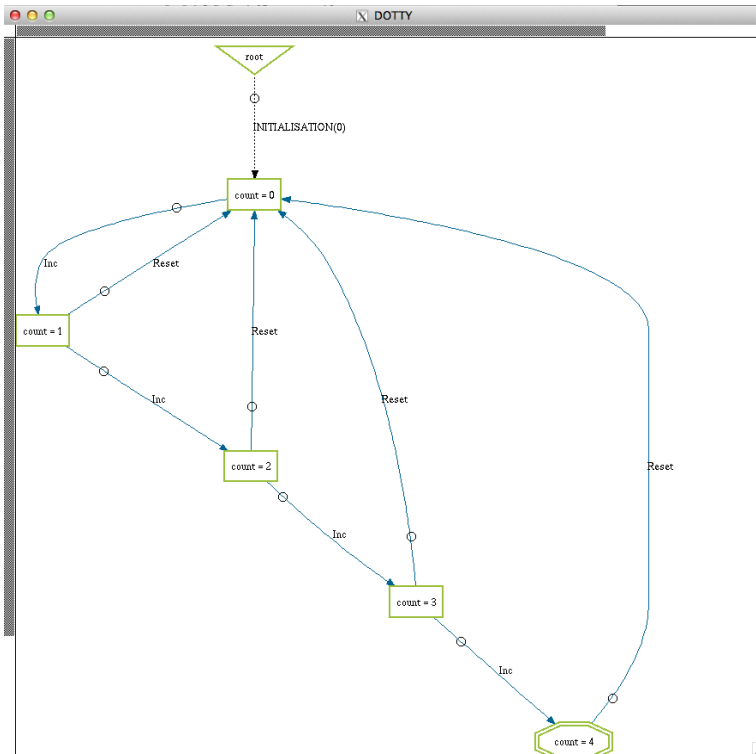 DOTTY
root
INITIALISATION(0)
count = 0
Inc
Reset
count = 1
Reset
Inc
Reset
count = 2
Reset
Inc
count = 3
Inc
count = 4